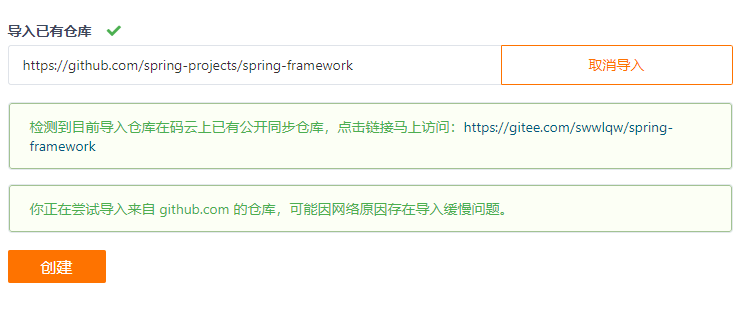 导入已有仓库
https://github.com/spring-projects/spring-framework
取消导入
检测到目前导入仓库在码云上已有公开同步仓库，点击链接马上访问：https://gitee.com/swwlqw/spring-
framework
你正在尝试导入来自 github.com 的仓库，可能因网络原因存在导入缓慢问题。
创建